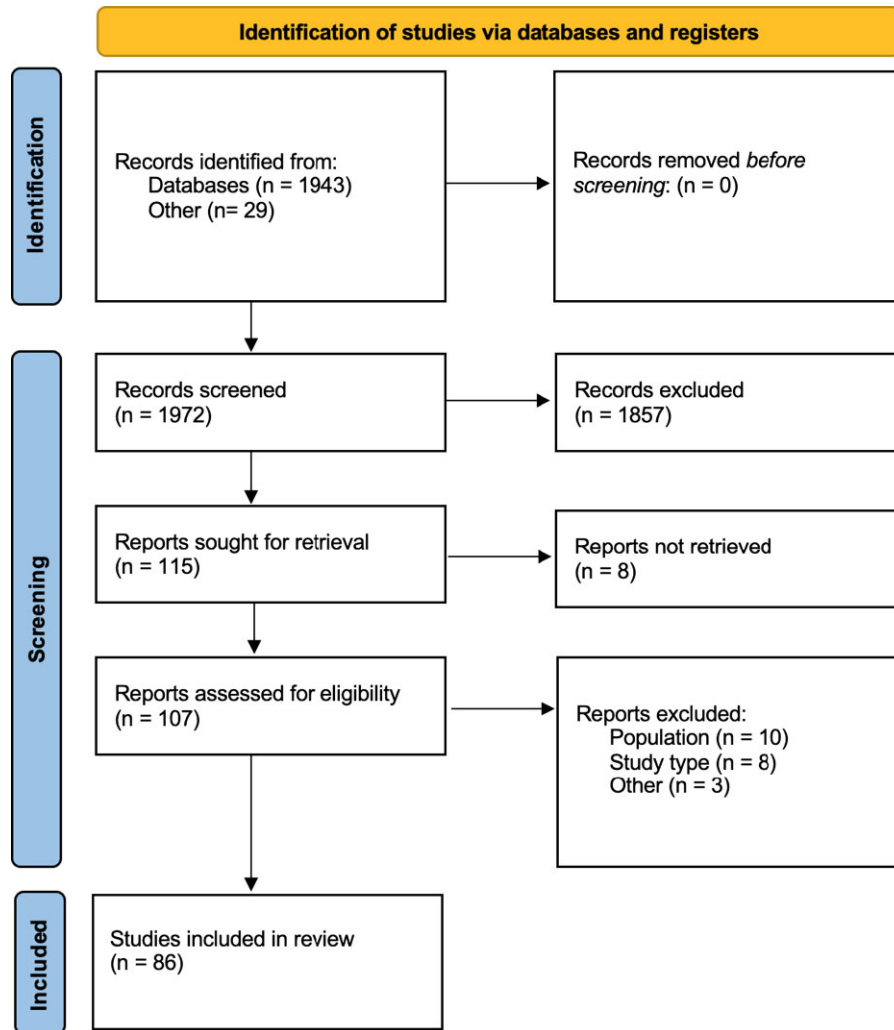 Identification of studies via databases and registers
Identification
Records identified from:
Databases (n = 1943)
Other (n= 29)
Records removed before
screening: (n = 0)
Screening
Records screened
(n = 1972)
Records excluded
(n = 1857)
Reports sought for retrieval
(n = 115)
Reports not retrieved
(n = 8)
Reports assessed for eligibility
(n = 107)
Reports excluded:
Population (n = 10)
Study type (n = 8)
Other (n = 3)
Included
Studies included in review
(n = 86)